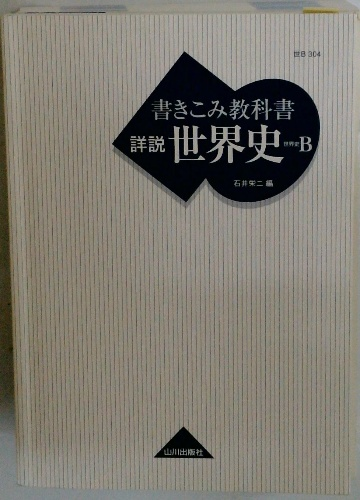 世B 304
書きこみ教科書
詳説 世界史 世界史B
石井栄二 編
山川出版社